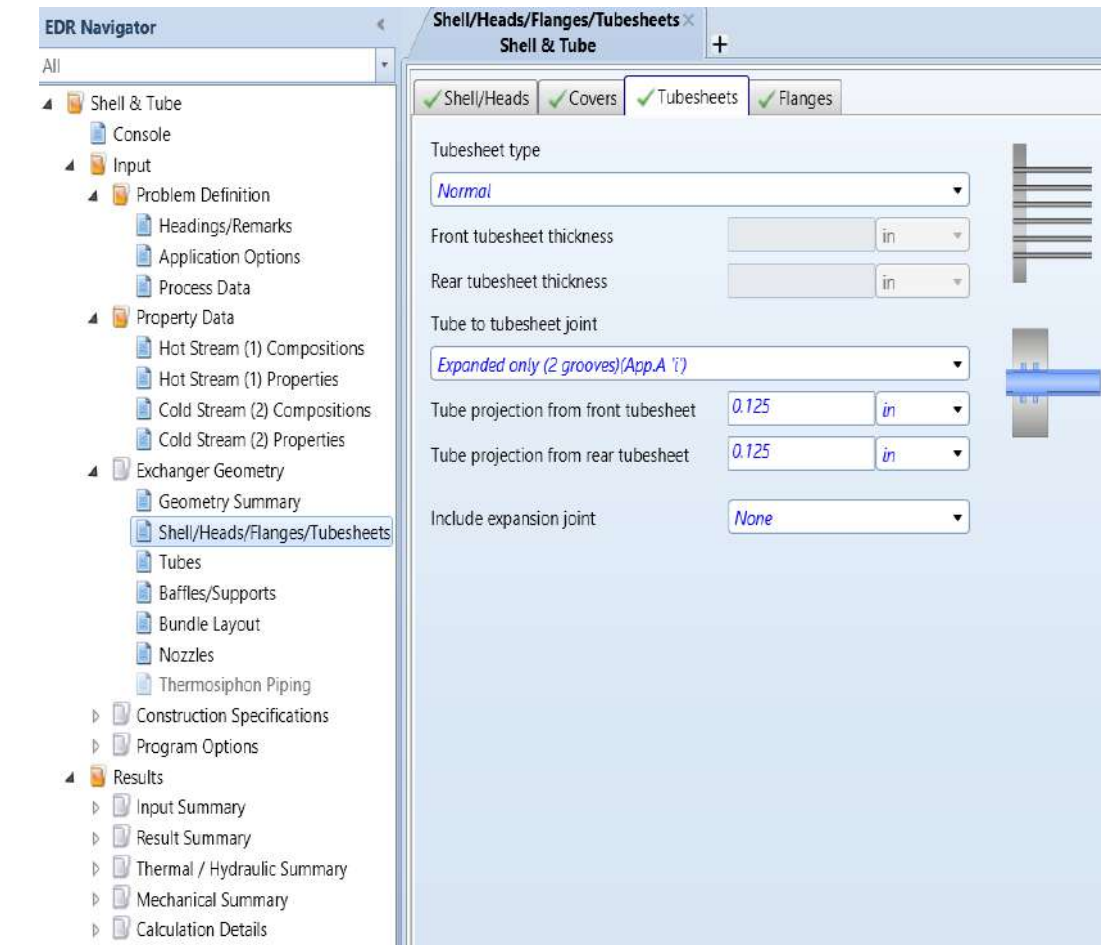 EDR Navigator
All
Shell & Tube
Console
Input
Problem Definition
Headings/Remarks
Application Options
Process Data
Property Data
Hot Stream (1) Compositions
Hot Stream (1) Properties
Cold Stream (2) Compositions
Cold Stream (2) Properties
Exchanger Geometry
Geometry Summary
Shell/Heads/Flanges/Tubesheets
Tubes
Baffles/Supports
Bundle Layout
Nozzles
Thermosiphon Piping
Construction Specifications
Program Options
Results
Input Summary
Result Summary
Thermal / Hydraulic Summary
Mechanical Summary
Calculation Details
Shell/Heads/Flanges/Tubesheets
Shell & Tube
Shell/Heads Covers Tubesheets Flanges
Tubesheet type
Normal
Front tubesheet thickness in
Rear tubesheet thickness in
Tube to tubesheet joint
Expanded only (2 grooves)(App.A 'i')
Tube projection from front tubesheet 0.125 in
Tube projection from rear tubesheet 0.125 in
Include expansion joint None